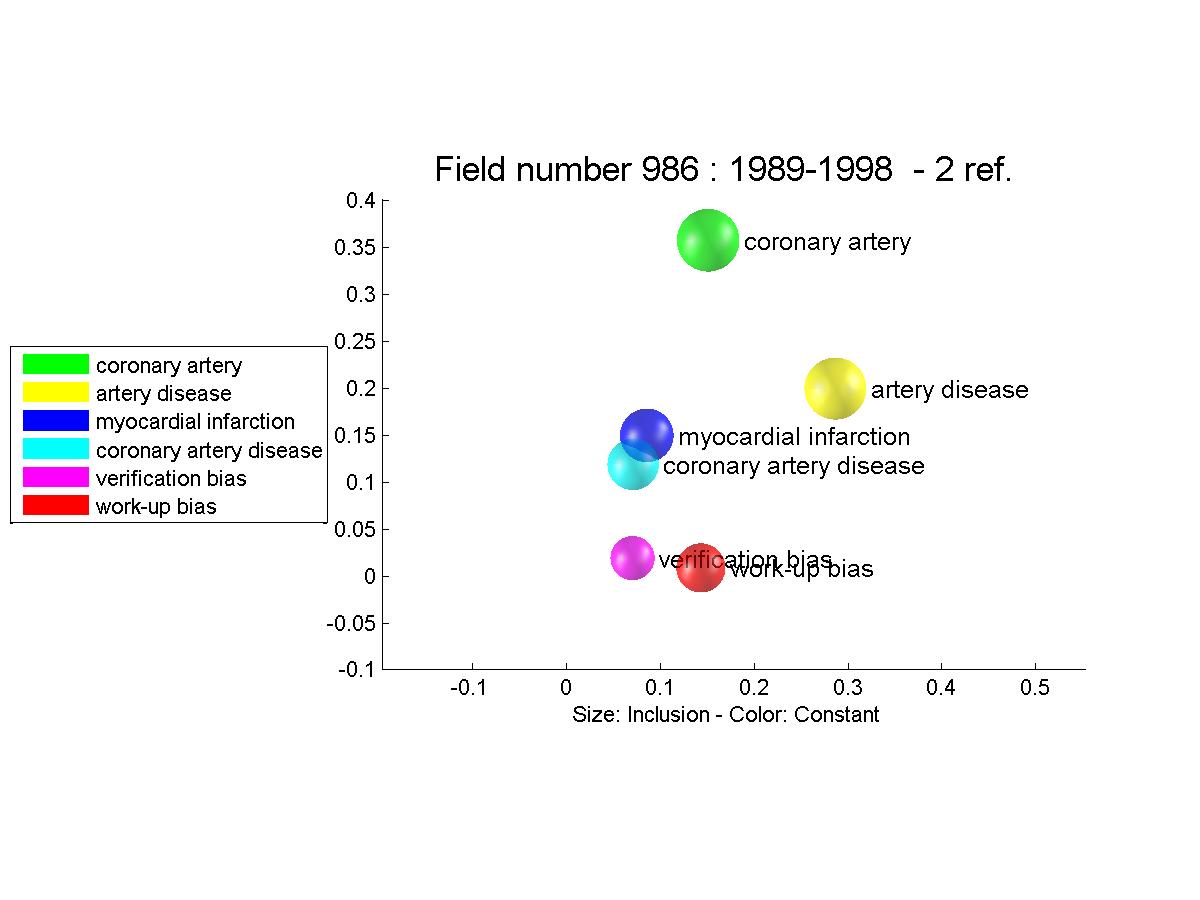 Field number 986 : 1989-1998  - 2 ref.
0.4
0.35
0.3
0.25
0.2
0.15
0.1
0.05
0
-0.05
-0.1
-0.1
0
0.1
0.2
0.3
0.4
0.5
Size: Inclusion - Color: Constant
coronary artery
artery disease
myocardial infarction
coronary artery disease
verification bias
work-up bias
coronary artery
artery disease
myocardial infarction
coronary artery disease
verification bias
work-up bias